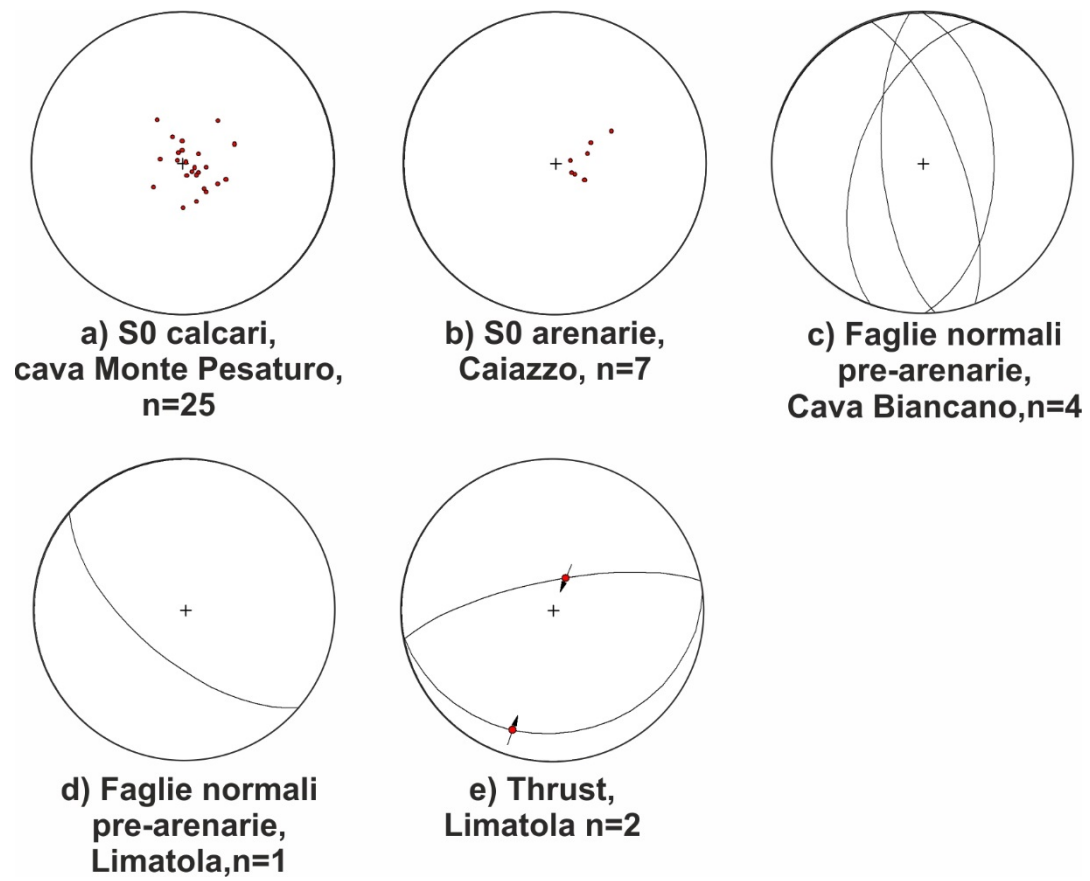 a) S0 calcari,
cava Monte Pesaturo,
n=25
b) S0 arenarie,
Caiazzo, n=7
c) Faglie normali
pre-arenarie,
Cava Biancano,n=4
d) Faglie normali
pre-arenarie,
Limatola,n=1
e) Thrust,
Limatola n=2